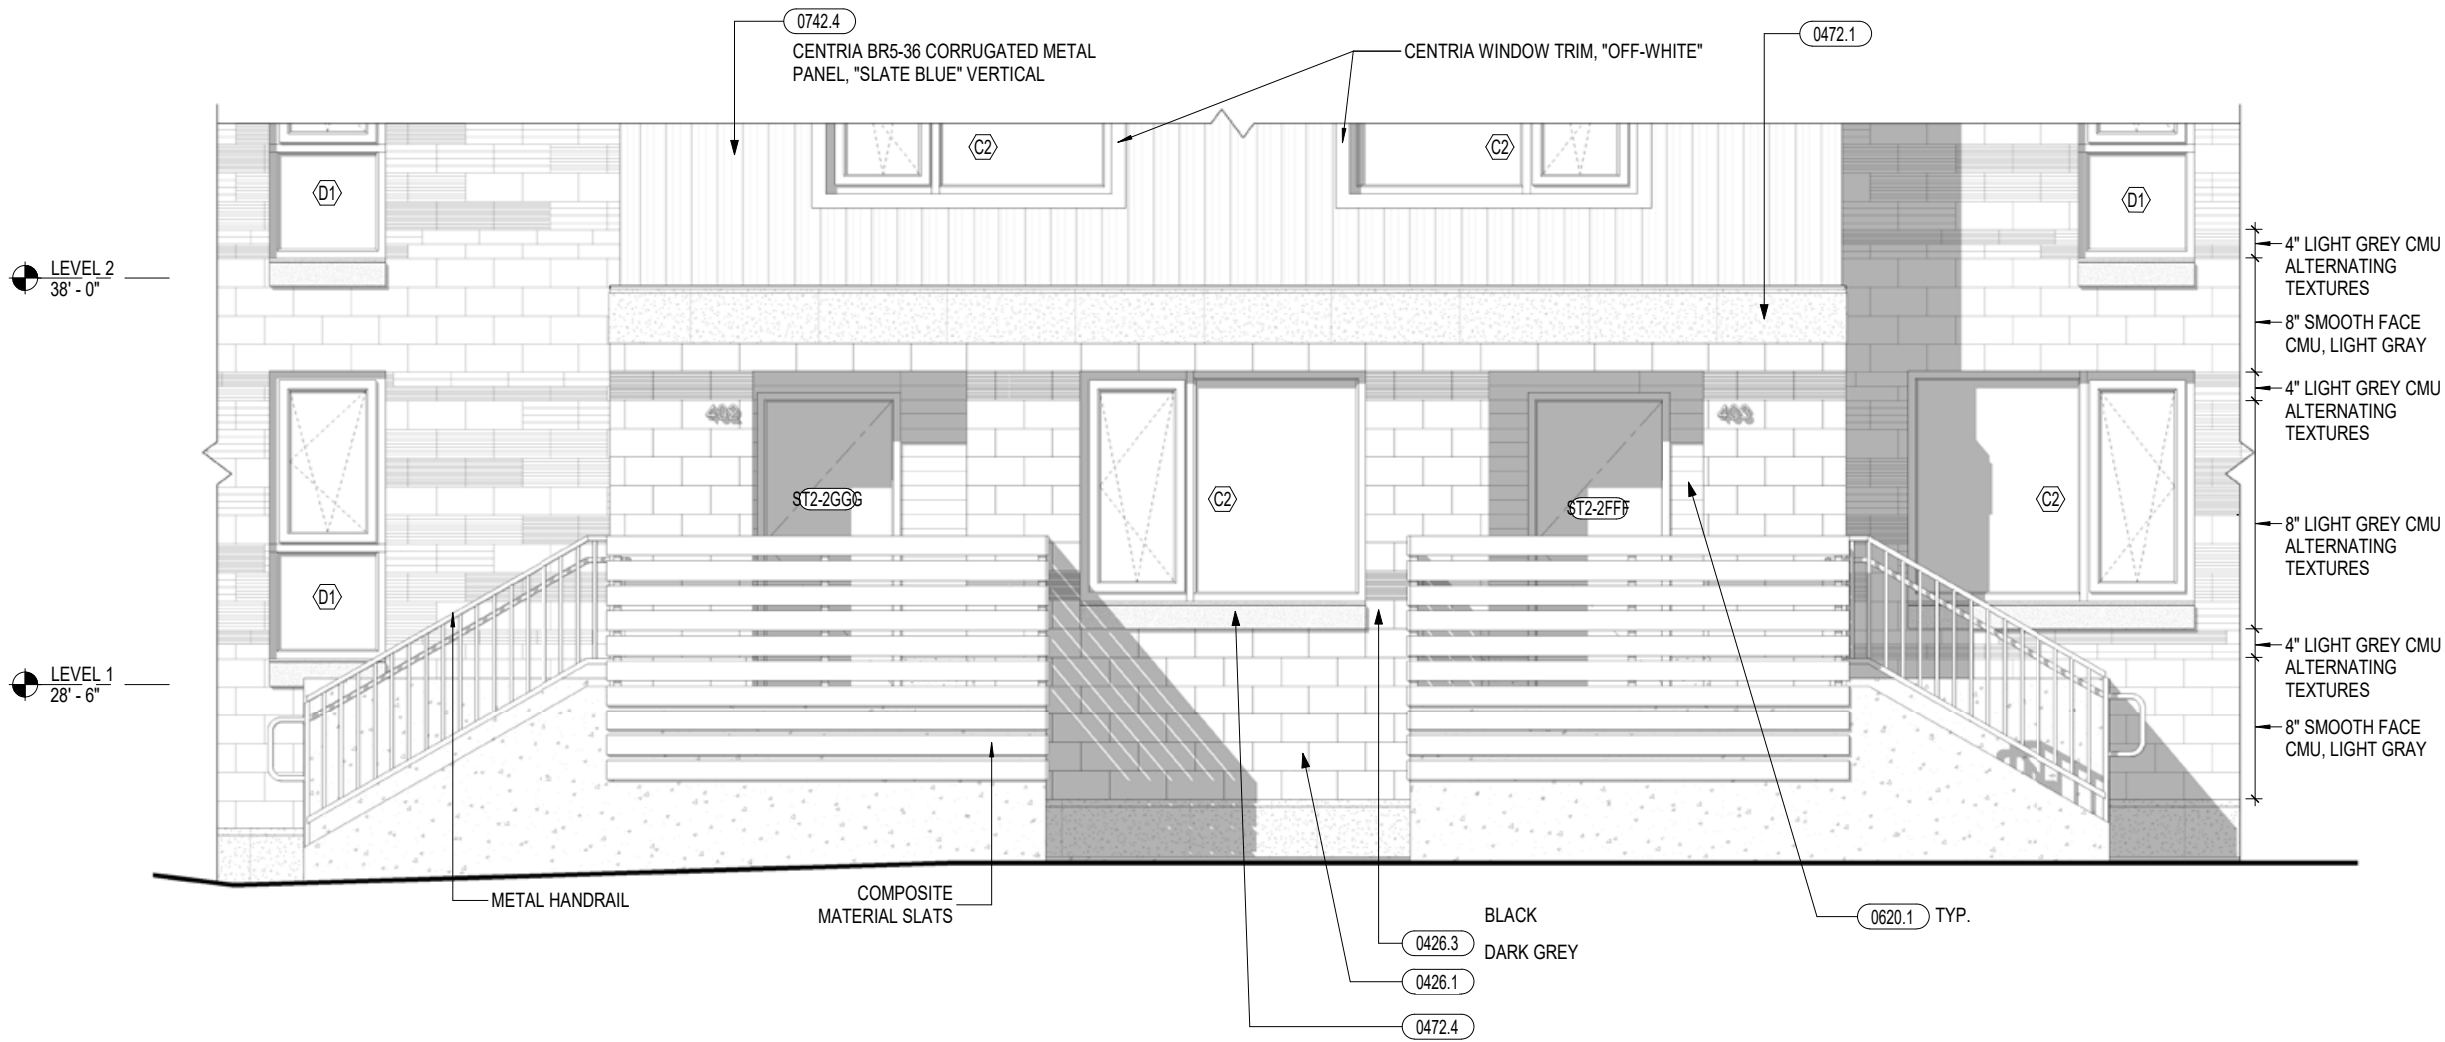 0742.4
CENTRIA BR5-36 CORRUGATED METAL
PANEL, "SLATE BLUE" VERTICAL
CENTRIA WINDOW TRIM, "OFF-WHITE"
0472.1
C2
C2
D1
D1
LEVEL 2
38' - 0"
4" LIGHT GREY CMU
ALTERNATING
TEXTURES
8" SMOOTH FACE
CMU, LIGHT GRAY
4" LIGHT GREY CMU
ALTERNATING
TEXTURES
402
403
ST2-2GGG
C2
ST2-2FFF
C2
8" LIGHT GREY CMU
ALTERNATING
TEXTURES
D1
LEVEL 1
28' - 6"
4" LIGHT GREY CMU
ALTERNATING
TEXTURES
8" SMOOTH FACE
CMU, LIGHT GRAY
METAL HANDRAIL
COMPOSITE
MATERIAL SLATS
BLACK
0426.3
DARK GREY
0426.1
0472.4
0620.1 TYP.